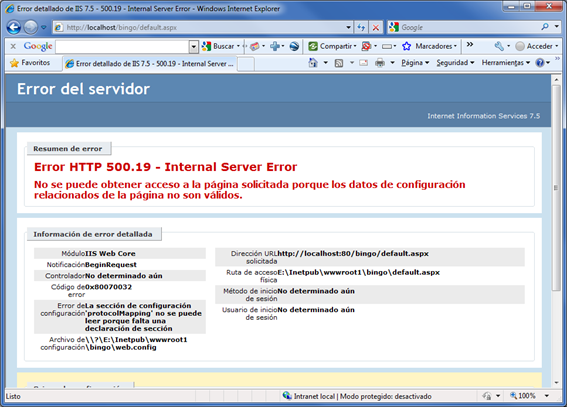 Error detallado de IIS 7.5 - 500.19 - Internal Server Error - Windows Internet Explorer
http://localhost/bingo/default.aspx
Google
x Google
Buscar
Compartir
Marcadores
Acceder
Favoritos
Error detallado de IIS 7.5 - 500.19 - Internal Server ...
Página
Seguridad
Herramientas
Error del servidor
Internet Information Services 7.5
Resumen de error
Error HTTP 500.19 - Internal Server Error
No se puede obtener acceso a la página solicitada porque los datos de configuración
relacionados de la página no son válidos.
Información de error detallada
Módulo IIS Web Core
Notificación BeginRequest
Controlador No determinado aún
Código de error 0x80070032
Error de configuración La sección de configuración
'protocolMapping' no se puede
leer porque falta una
declaración de sección
Archivo de configuración \\?\E:\Inetpub\wwwroot1
\bingo\web.config
Dirección URL solicitada http://localhost:80/bingo/default.aspx
Ruta de acceso física E:\Inetpub\wwwroot1\bingo\default.aspx
Método de inicio de sesión No determinado aún
Usuario de inicio de sesión No determinado aún
Listo
Intranet local | Modo protegido: desactivado
100%